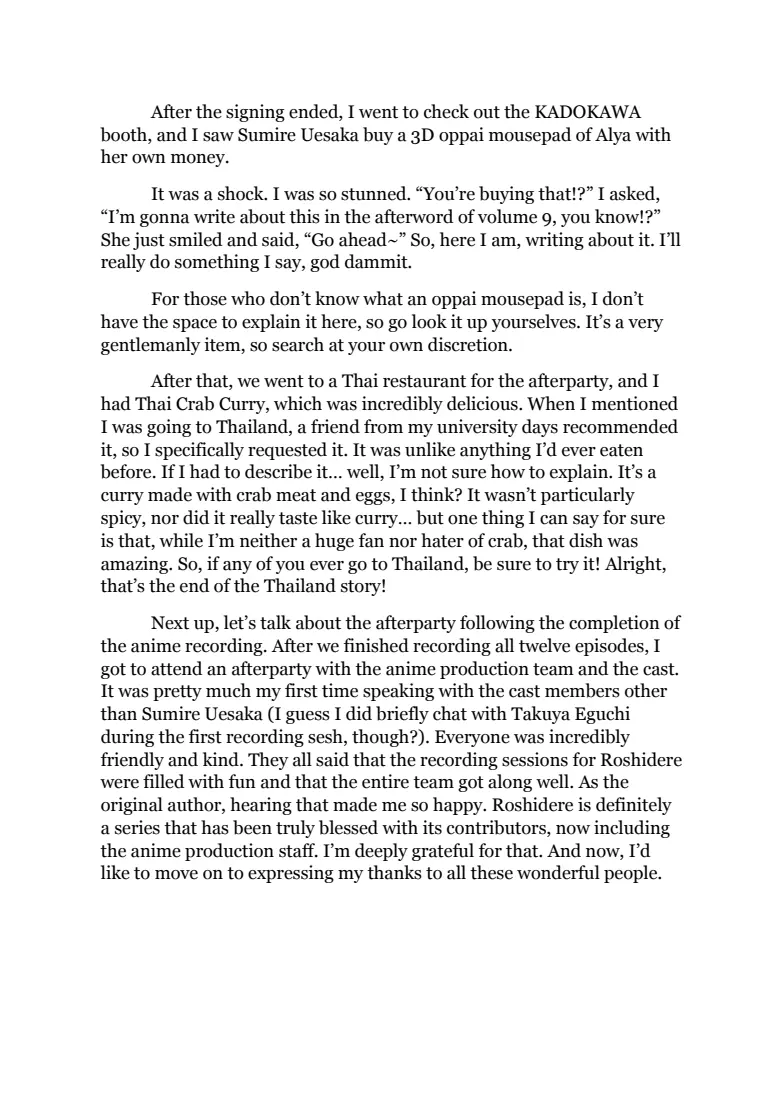 After the signing ended, I went to check out the KADOKAWA
booth, and I saw Sumire Uesaka buy a 3D oppai mousepad of Alya with
her own money.
It was a shock. I was so stunned. “You’re buying that!?” I asked,
“I’m gonna write about this in the afterword of volume 9, you know!?”
She just smiled and said, “Go ahead~” So, here I am, writing about it. I’ll
really do something I say, god dammit.
For those who don’t know what an oppai mousepad is, I don’t
have the space to explain it here, so go look it up yourselves. It’s a very
gentlemanly item, so search at your own discretion.
After that, we went to a Thai restaurant for the afterparty, and I
had Thai Crab Curry, which was incredibly delicious. When I mentioned
I was going to Thailand, a friend from my university days recommended
it, so I specifically requested it. It was unlike anything I’d ever eaten
before. If I had to describe it… well, I’m not sure how to explain. It’s a
curry made with crab meat and eggs, I think? It wasn’t particularly
spicy, nor did it really taste like curry… but one thing I can say for sure
is that, while I’m neither a huge fan nor hater of crab, that dish was
amazing. So, if any of you ever go to Thailand, be sure to try it! Alright,
that’s the end of the Thailand story!
Next up, let’s talk about the afterparty following the completion of
the anime recording. After we finished recording all twelve episodes, I
got to attend an afterparty with the anime production team and the cast.
It was pretty much my first time speaking with the cast members other
than Sumire Uesaka (I guess I did briefly chat with Takuya Eguchi
during the first recording sesh, though?). Everyone was incredibly
friendly and kind. They all said that the recording sessions for Roshidere
were filled with fun and that the entire team got along well. As the
original author, hearing that made me so happy. Roshidere is definitely
a series that has been truly blessed with its contributors, now including
the anime production staff. I’m deeply grateful for that. And now, I’d
like to move on to expressing my thanks to all these wonderful people.